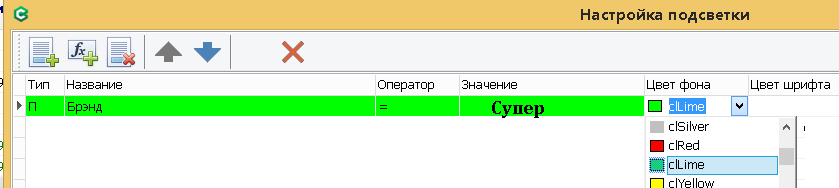 Настройка подсветки
Тип Название Оператор Значение Цвет фона Цвет шрифта
П Брэнд = Супер clLime
clSilver
clRed
clLime
clYellow